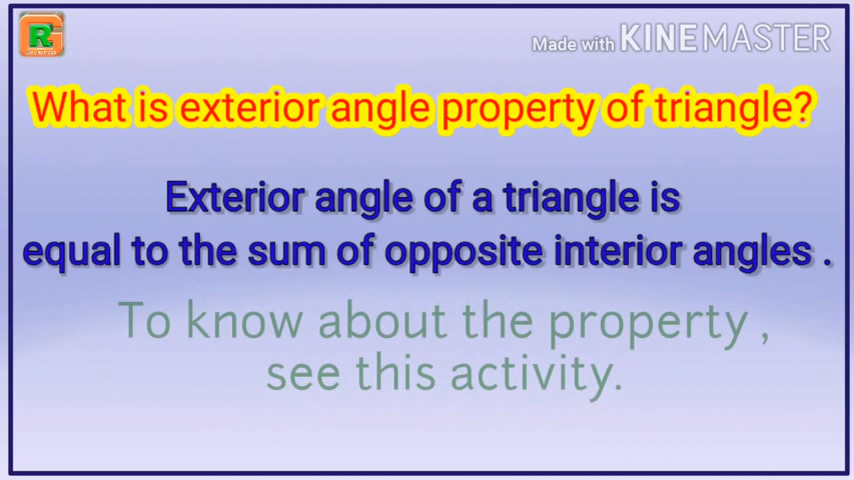 Made with KINEMASTER
What is exterior angle property of triangle?
Exterior angle of a triangle is
equal to the sum of opposite interior angles .
To know about the property ,
see this activity.